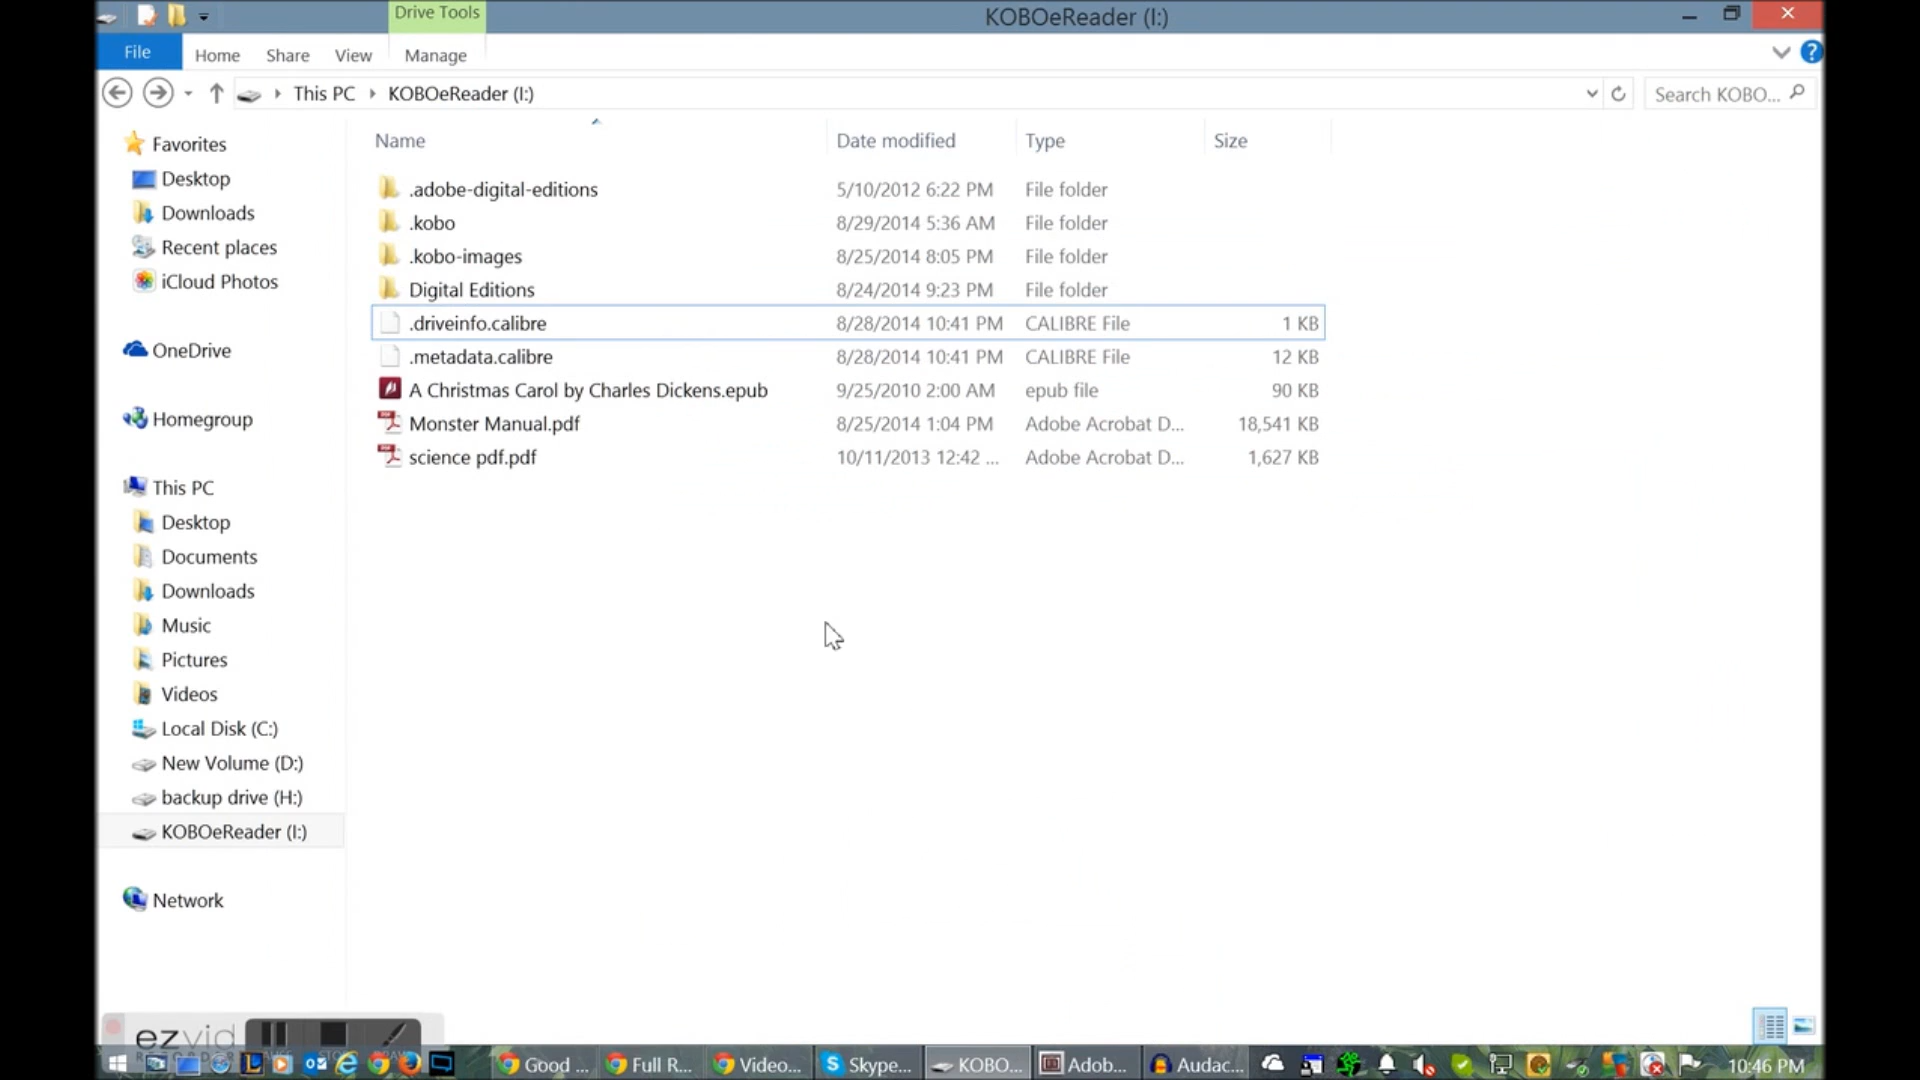 Drive Tools
KOBOeReader (I:)
File Home Share View Manage
This PC KOBOeReader (I:) Search KOBO...
Name Date modified Type Size
.adobe-digital-editions 5/10/2012 6:22 PM File folder
.kobo 8/29/2014 5:36 AM File folder
.kobo-images 8/25/2014 8:05 PM File folder
Digital Editions 8/24/2014 9:23 PM File folder
.driveinfo.calibre 8/28/2014 10:41 PM CALIBRE File 1 KB
.metadata.calibre 8/28/2014 10:41 PM CALIBRE File 12 KB
A Christmas Carol by Charles Dickens.epub 9/25/2010 2:00 AM epub file 90 KB
Monster Manual.pdf 8/25/2014 1:04 PM Adobe Acrobat D... 18,541 KB
science pdf.pdf 10/11/2013 12:42 ... Adobe Acrobat D... 1,627 KB
Favorites
Desktop
Downloads
Recent places
iCloud Photos
OneDrive
Homegroup
This PC
Desktop
Documents
Downloads
Music
Pictures
Videos
Local Disk (C:)
New Volume (D:)
backup drive (H:)
KOBOeReader (I:)
Network
ezvid
Good ... Full R... Video... Skype... KOBO... Adob... Audac... 10:46 PM